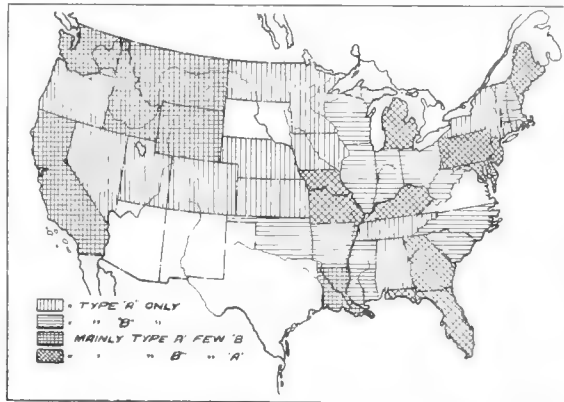 " TYPE 'A' ONLY
" " "B" "
MAINLY TYPE A' FEW 'B
" " B" " 'A'